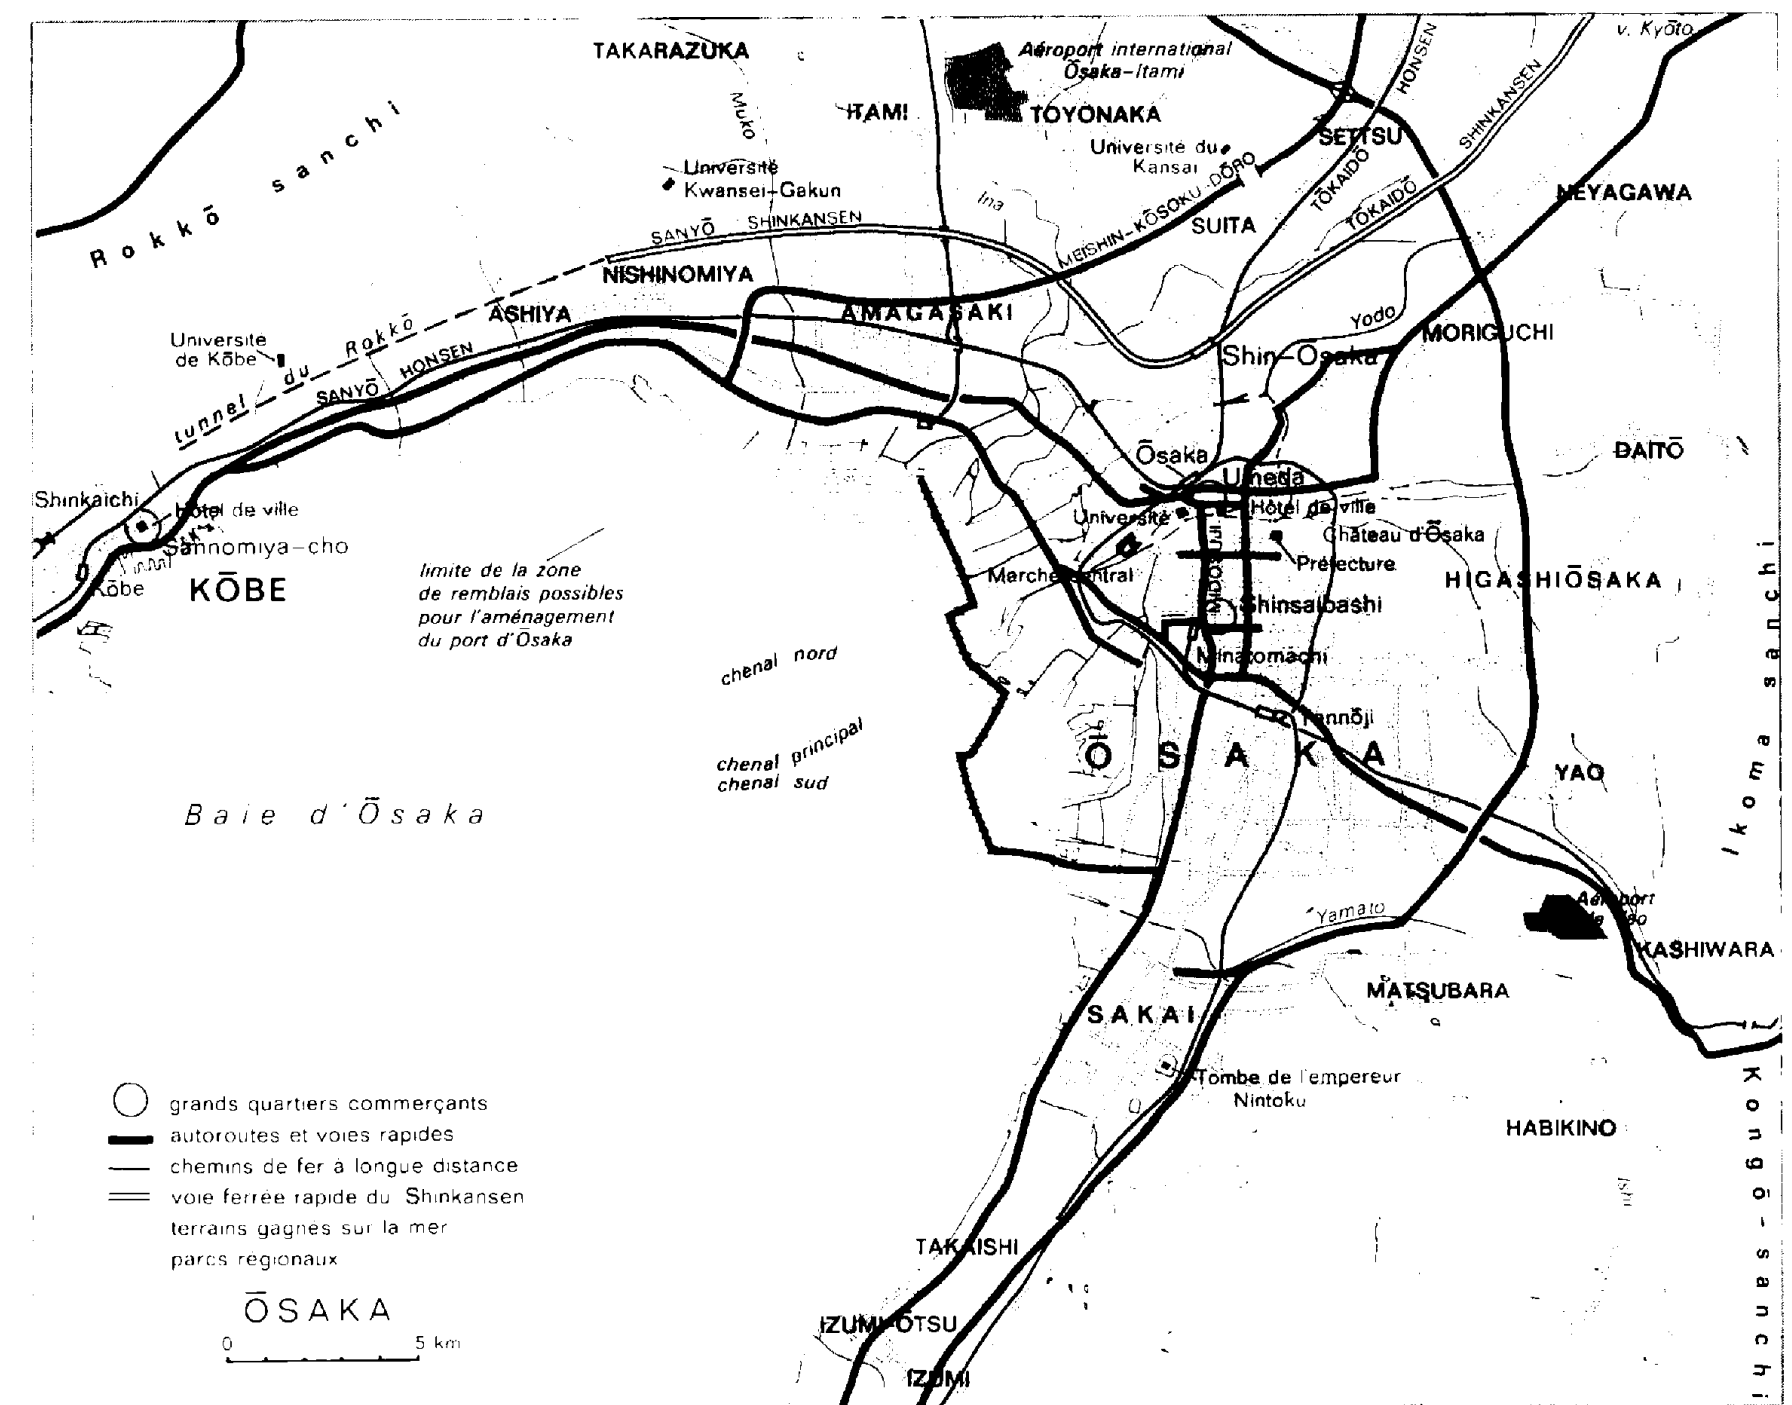 v. Kyōto
TAKARAZUKA
Aéroport international
Ōsaka-Itami
HONSEN
Muko
ITAMI
TOYONAKA
SHINKANSEN
Rokkō sanchi
Université du
Kansai
SETTSU
Université
Kwansei-Gakun
TŌKAIDŌ
TŌKAIDŌ
NEYAGAWA
Ina
MEISHIN-KŌSOKU-DŌRO
SUITA
SANYŌ SHINKANSEN
NISHINOMIYA
ASHIYA
AMAGASAKI
Yodo
MORIGUCHI
Université
de Kōbe
tunnel du Rokkō
SANYŌ HONSEN
Shin-Ōsaka
DAITŌ
Ōsaka
Umeda
Shinkaichi
Hôtel de ville
Université
Hôtel de ville
Château d'Ōsaka
Sannomiya-cho
Préfecture
Kōbe
KŌBE
limite de la zone
de remblais possibles
pour l'aménagement
du port d'Ōsaka
Marché central
MIDOSUJI
HIGASHIŌSAKA
Shinsaibashi
Minatomachi
chenal nord
Tennōji
chenal principal
chenal sud
ŌSAKA
YAO
Ikoma sanchi
Baie d'Ōsaka
Yamato
Aéroport
de Yao
KASHIWARA
MATSUBARA
SAKAI
Tombe de l'empereur
Nintoku
HABIKINO
Kongō-sanchi
grands quartiers commerçants
autoroutes et voies rapides
chemins de fer à longue distance
voie ferrée rapide du Shinkansen
terrains gagnés sur la mer
parcs régionaux
TAKAISHI
ŌSAKA
0 5 km
IZUMI-ŌTSU
IZUMI